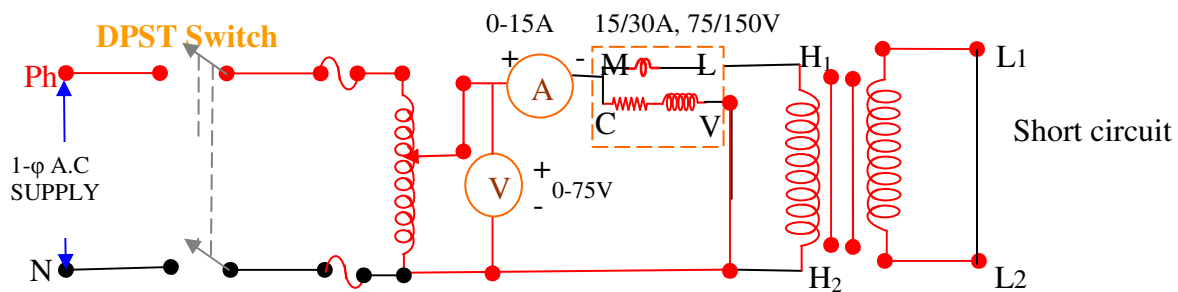 DPST Switch
0-15A
15/30A, 75/150V
Ph
+
-
M
L
H1
L1
A
C
V
Short circuit
1-φ A.C
SUPPLY
V
+
-
0-75V
N
H2
L2